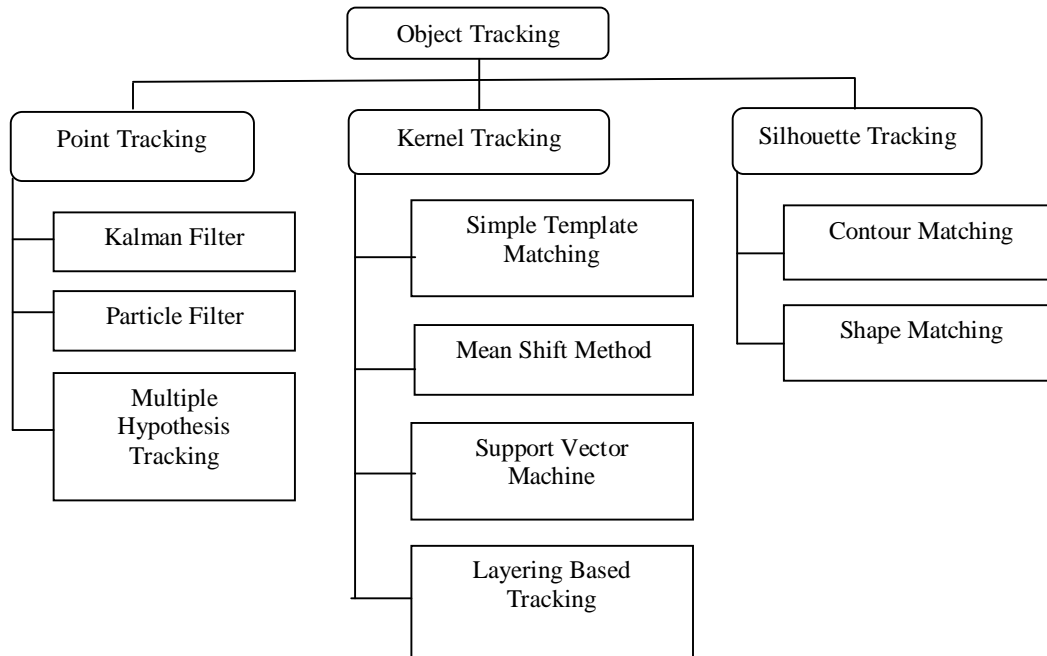 Object Tracking
Point Tracking
Kernel Tracking
Silhouette Tracking
Kalman Filter
Particle Filter
Multiple
Hypothesis
Tracking
Simple Template
Matching
Mean Shift Method
Support Vector
Machine
Layering Based
Tracking
Contour Matching
Shape Matching